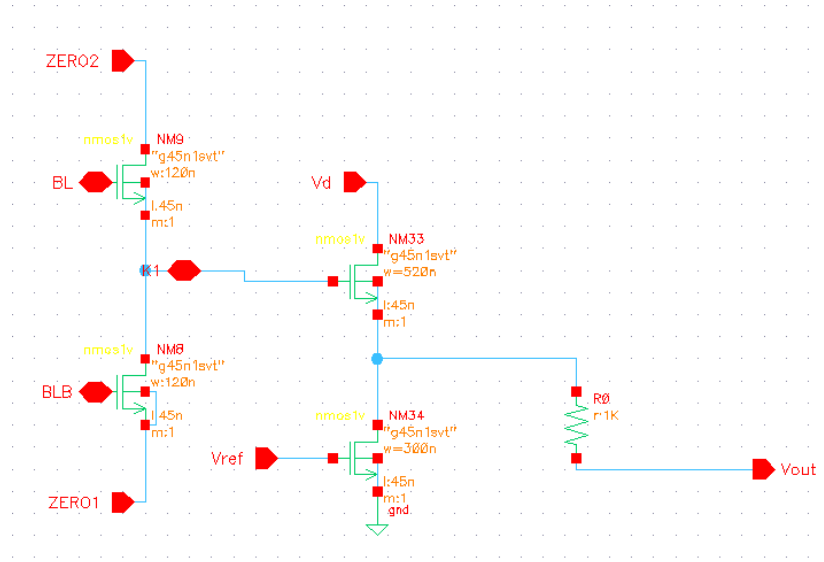 ZERO2
nmos1v NM9
"g45n1svt"
w:120n
BL
l:45n
m:1
Vd
nmos1v NM33
"g45n1svt"
w=520n
K1
l:45n
m:1
nmos1v NM8
"g45n1svt"
w:120n
BLB
l:45n
m:1
R0
r:1K
nmos1v NM34
"g45n1svt"
w=300n
Vref
l:45n
m:1
gnd
Vout
ZERO1